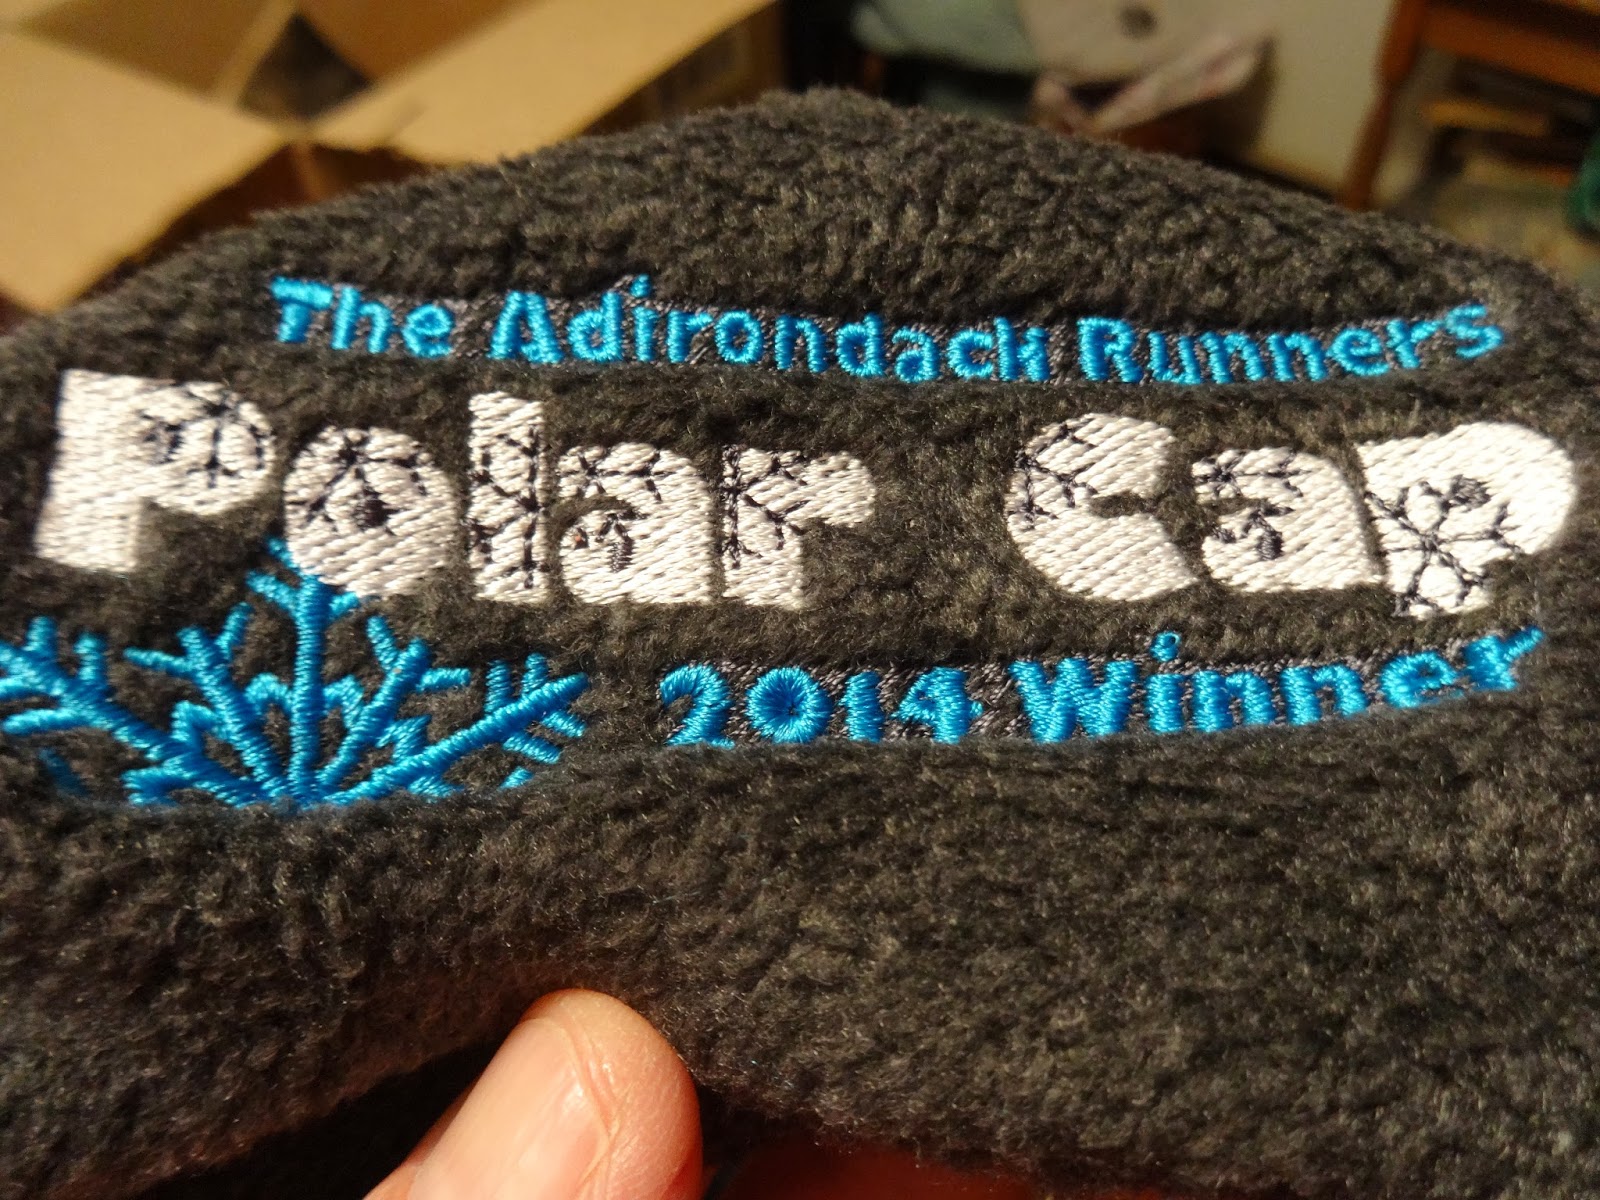 The Adirondack Runners
Polar Cap
2014 Winner